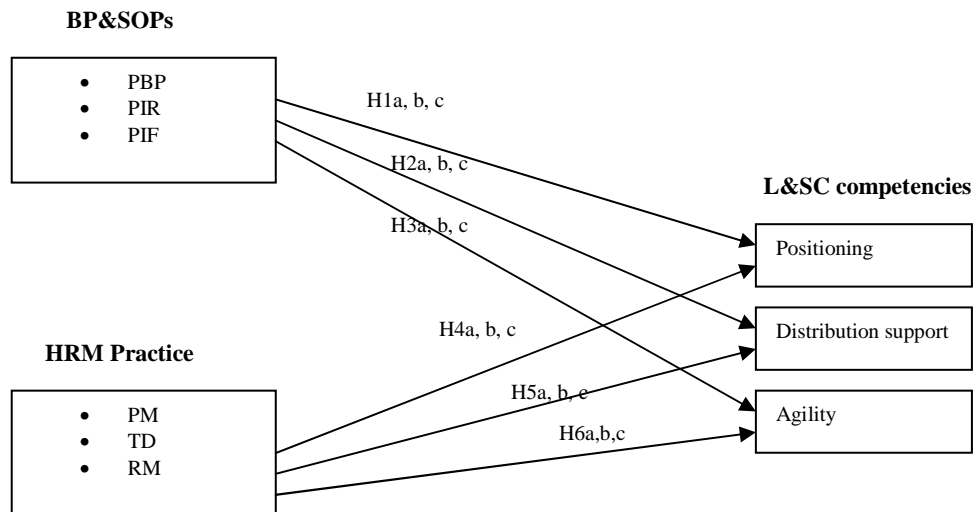 BP&SOPs
• PBP
• PIR
• PIF
H1a, b, c
H2a, b, c
H3a, b, c
L&SC competencies
Positioning
Distribution support
Agility
HRM Practice
• PM
• TD
• RM
H4a, b, c
H5a, b, c
H6a,b,c